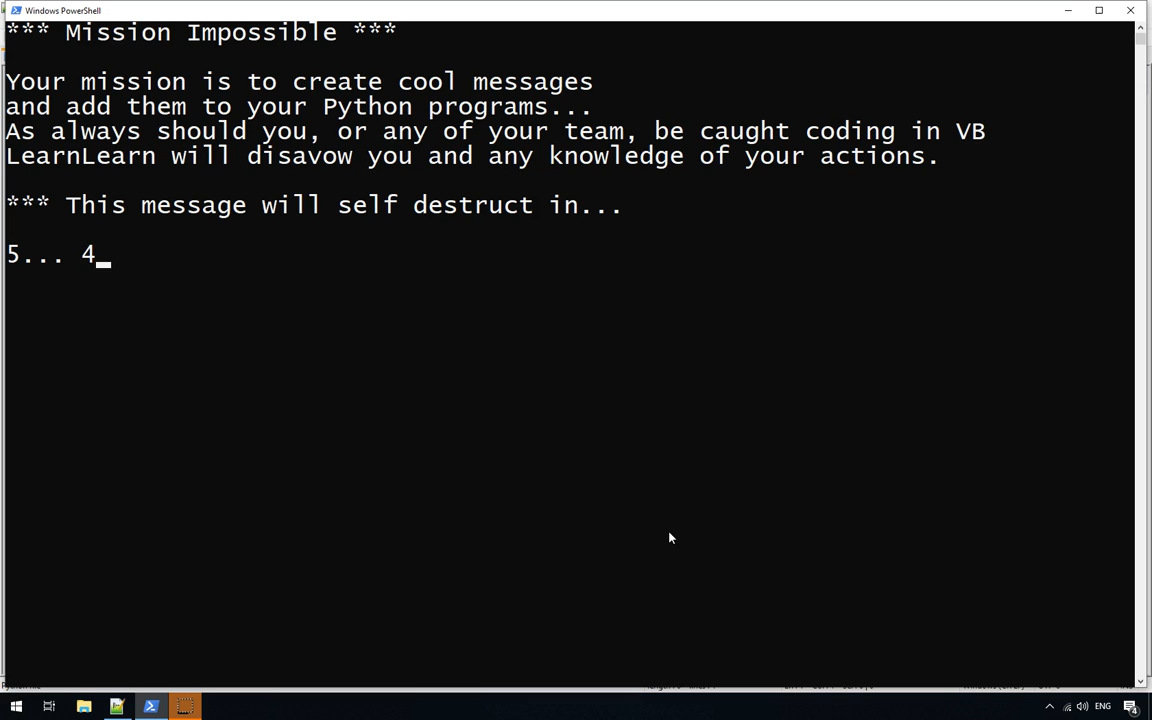 Windows PowerShell
*** Mission Impossible ***
Your mission is to create cool messages
and add them to your Python programs...
As always should you, or any of your team, be caught coding in VB
LearnLearn will disavow you and any knowledge of your actions.
*** This message will self destruct in...
5... 4
ENG
4